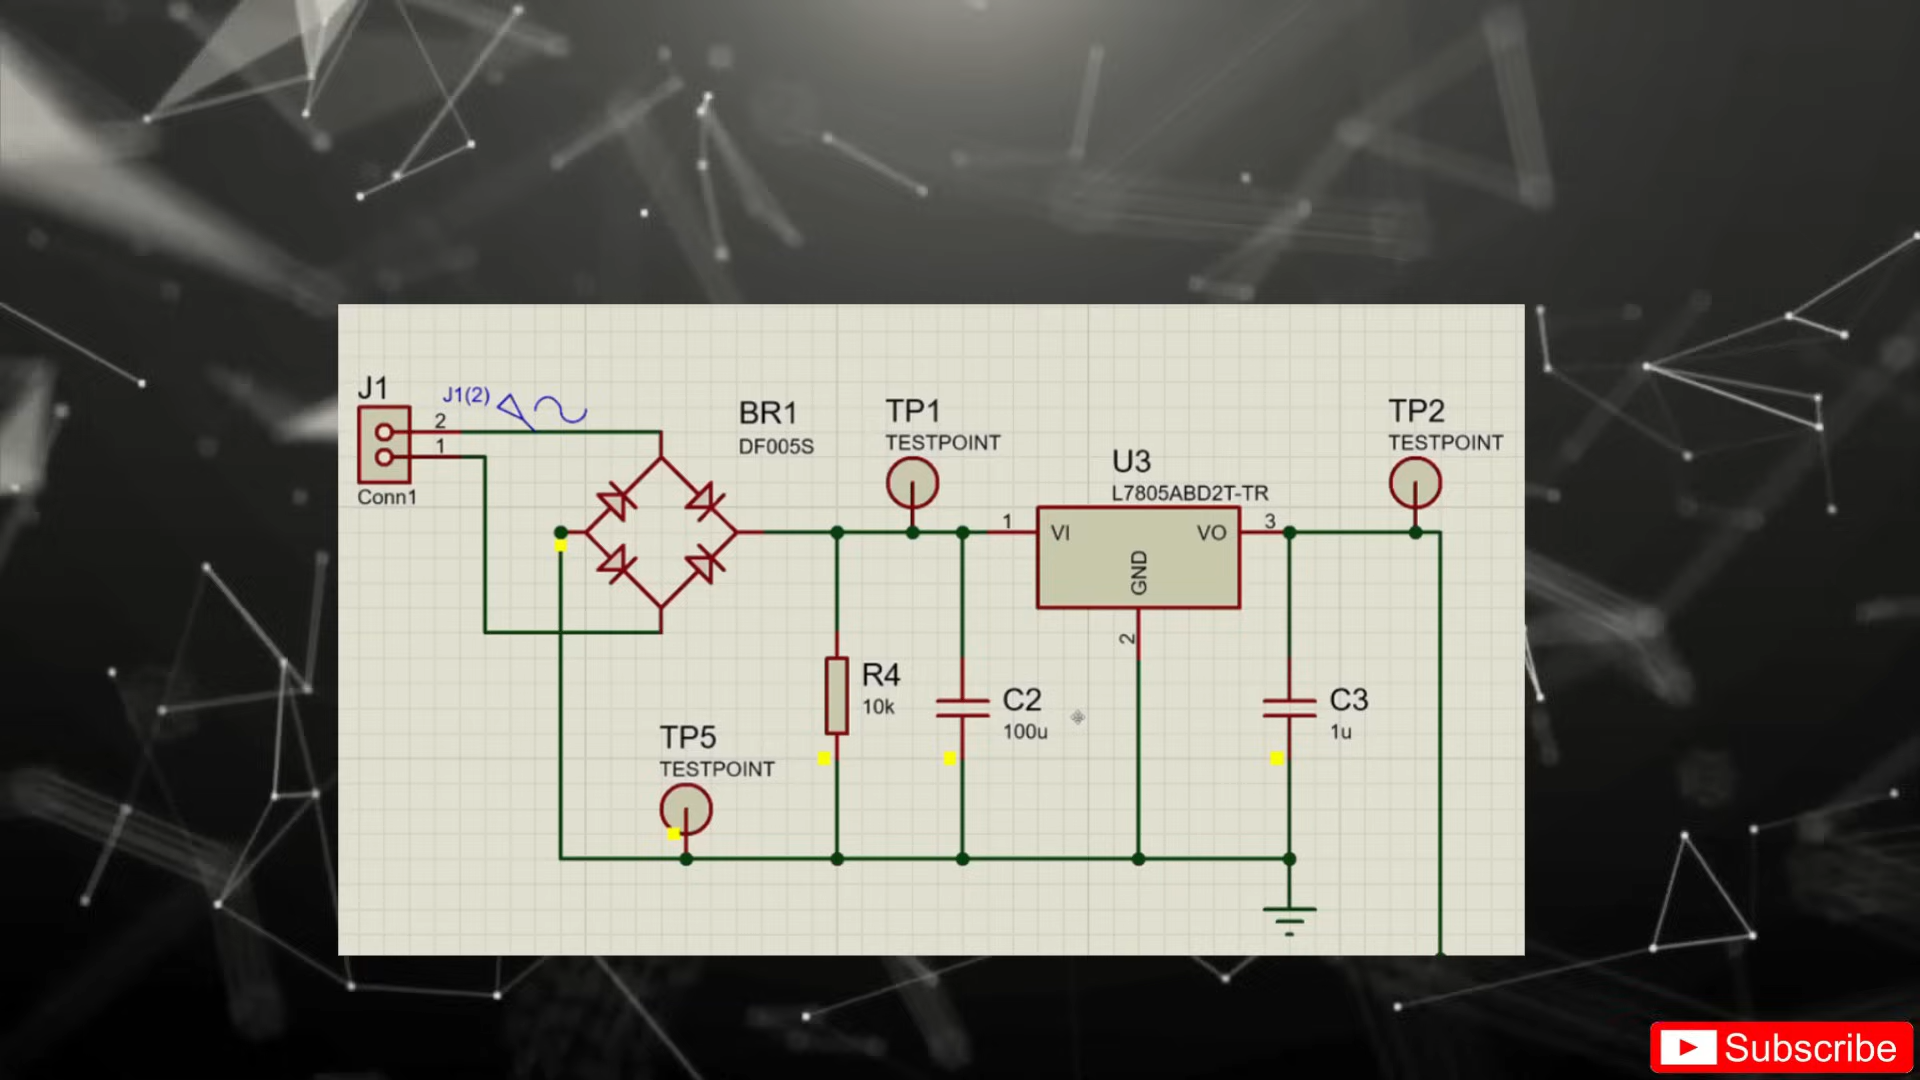 J1
J1(2)
2
1
Conn1
BR1
DF005S
TP1
TESTPOINT
U3
L7805ABD2T-TR
1
VI
VO
GND
3
2
TP2
TESTPOINT
R4
10k
C2
100u
C3
1u
TP5
TESTPOINT
Subscribe